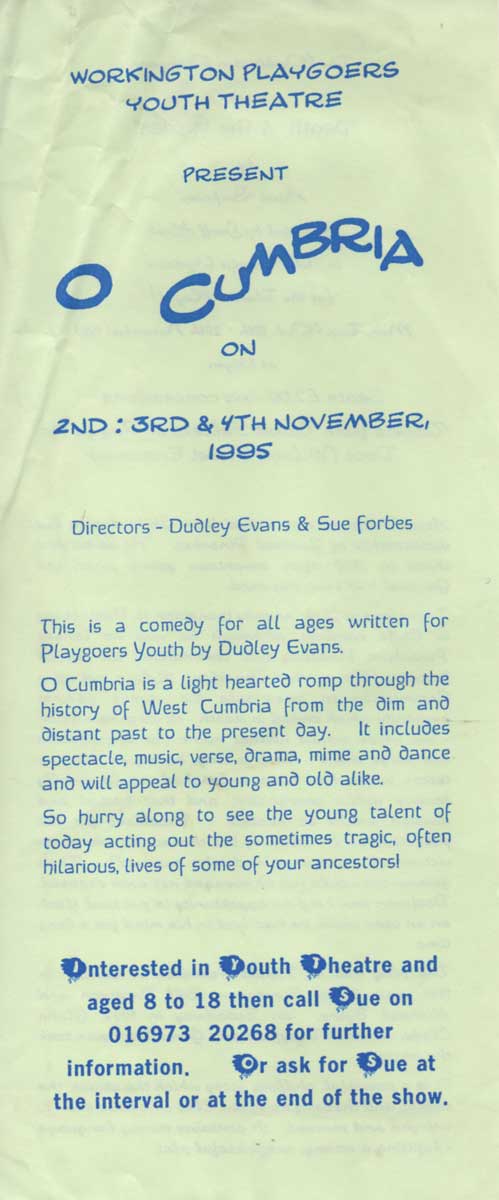 WORKINGTON PLAYGOERS
YOUTH THEATRE
PRESENT
O CUMBRIA
ON
2ND : 3RD & 4TH NOVEMBER,
1995
Directors - Dudley Evans & Sue Forbes
This is a comedy for all ages written for
Playgoers Youth by Dudley Evans.
O Cumbria is a light hearted romp through the
history of West Cumbria from the dim and
distant past to the present day. It includes
spectacle, music, verse, drama, mime and dance
and will appeal to young and old alike.
So hurry along to see the young talent of
today acting out the sometimes tragic, often
hilarious, lives of some of your ancestors!
Interested in Youth Theatre and
aged 8 to 18 then call Sue on
016973 20268 for further
information. Or ask for Sue at
the interval or at the end of the show.